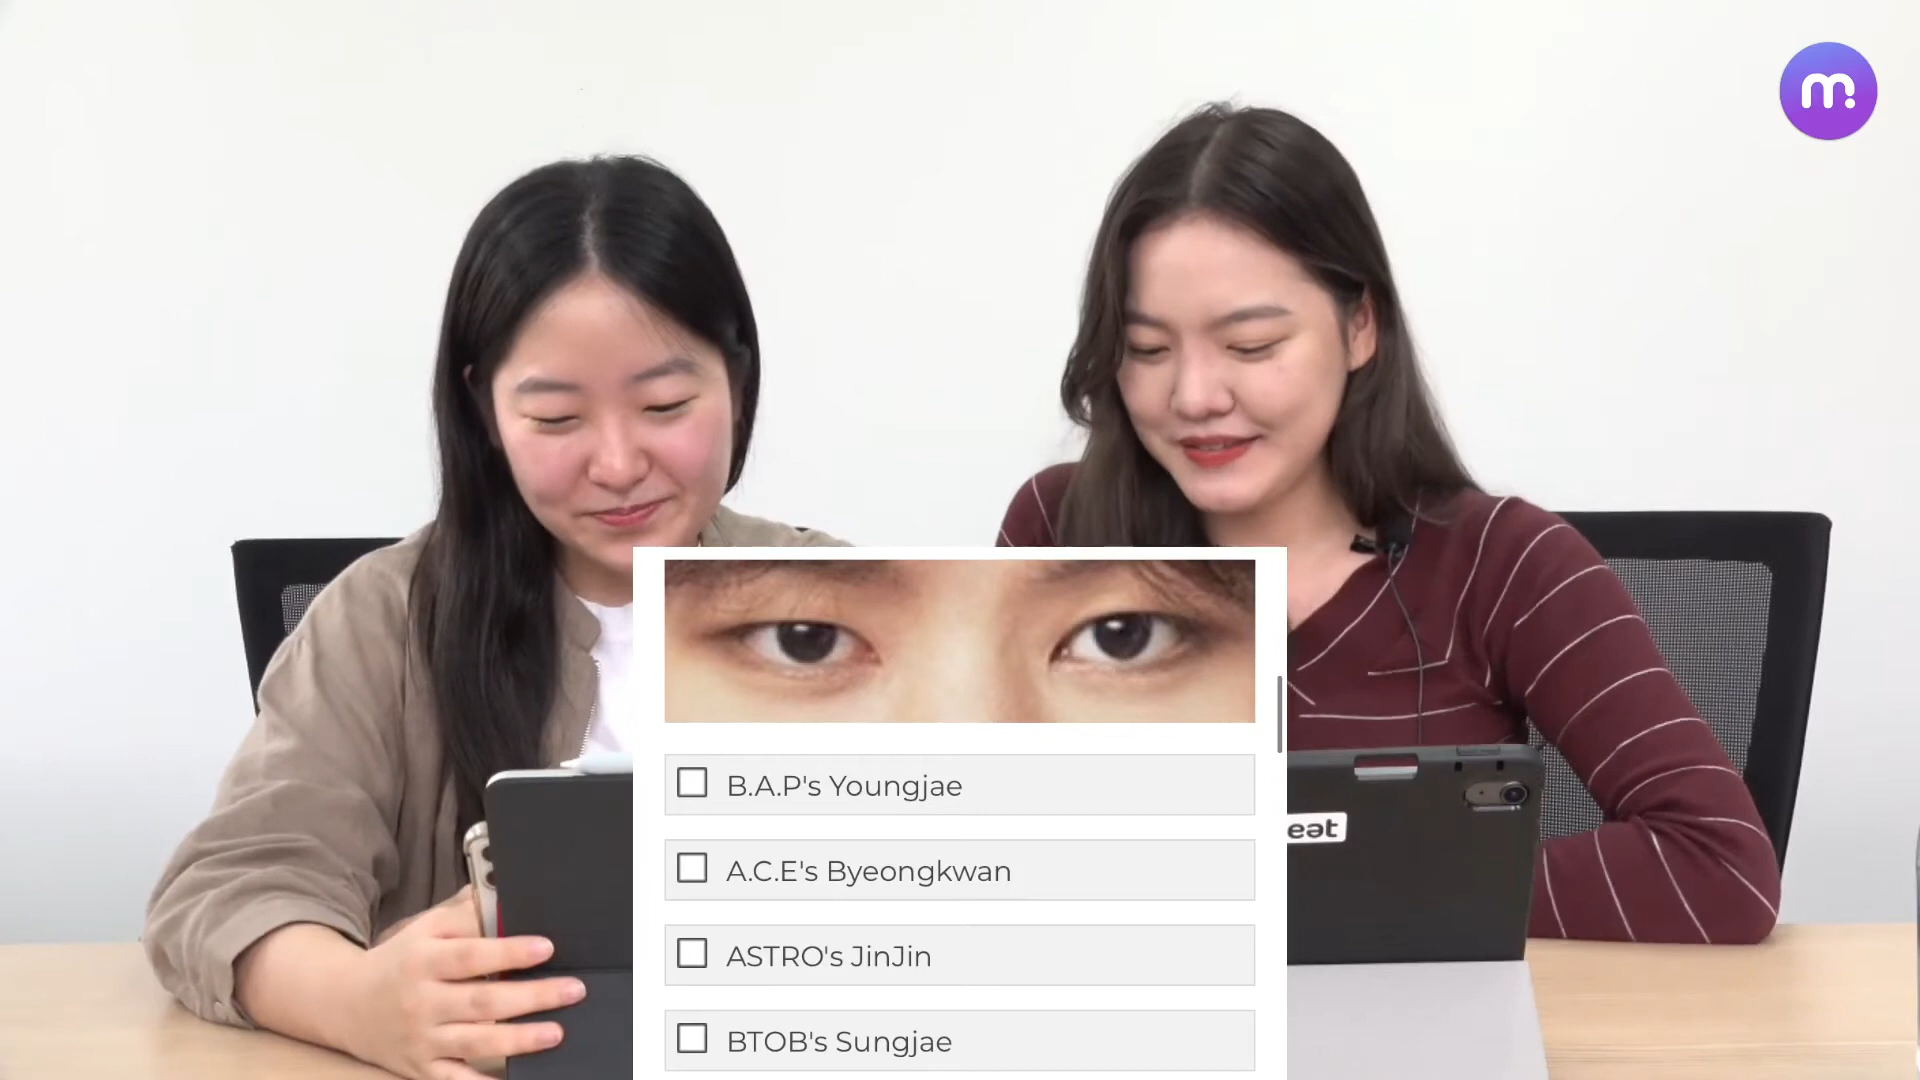 m.
B.A.P's Youngjae
A.C.E's Byeongkwan
eat
ASTRO's JinJin
BTOB's Sungjae